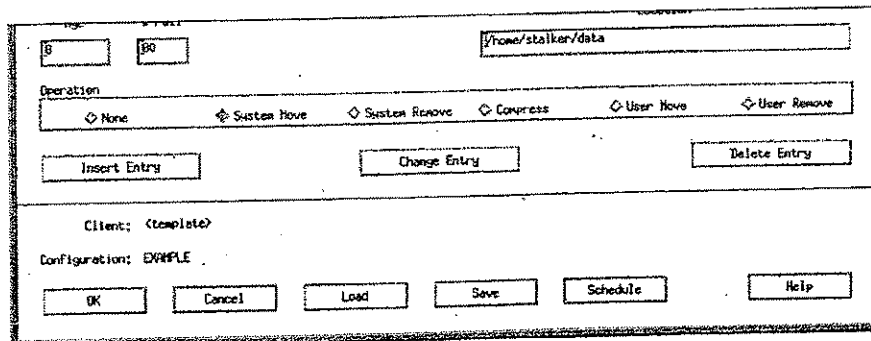 0 80 /home/stalker/data
Operation
None System Move System Remove Compress User Move User Remove
Insert Entry Change Entry Delete Entry
Client: <template>
Configuration: EXAMPLE
OK Cancel Load Save Schedule Help